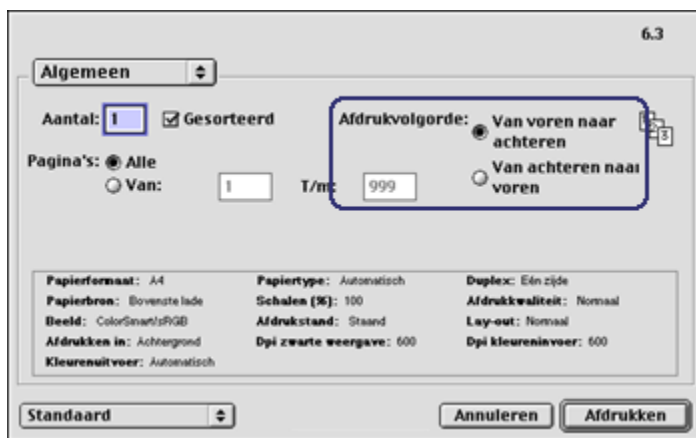 6.3
Algemeen
Aantal: 1 Gesorteerd Afdrukvolgorde: Van voren naar achteren
Pagina's: Alle
Van: 1 T/m: 999 Van achteren naar voren
Papierformaat: A4 Papiertype: Automatisch Duplex: Eén zijde
Papierbron: Bovenste lade Schalen (%): 100 Afdrukkwaliteit: Normaal
Beeld: ColorSmart/sRGB Afdrukstand: Staand Lay-out: Normaal
Afdrukken in: Achtergrond Dpi zwarte weergave: 600 Dpi kleureninvoer: 600
Kleurenuitvoer: Automatisch
Standaard Annuleren Afdrukken